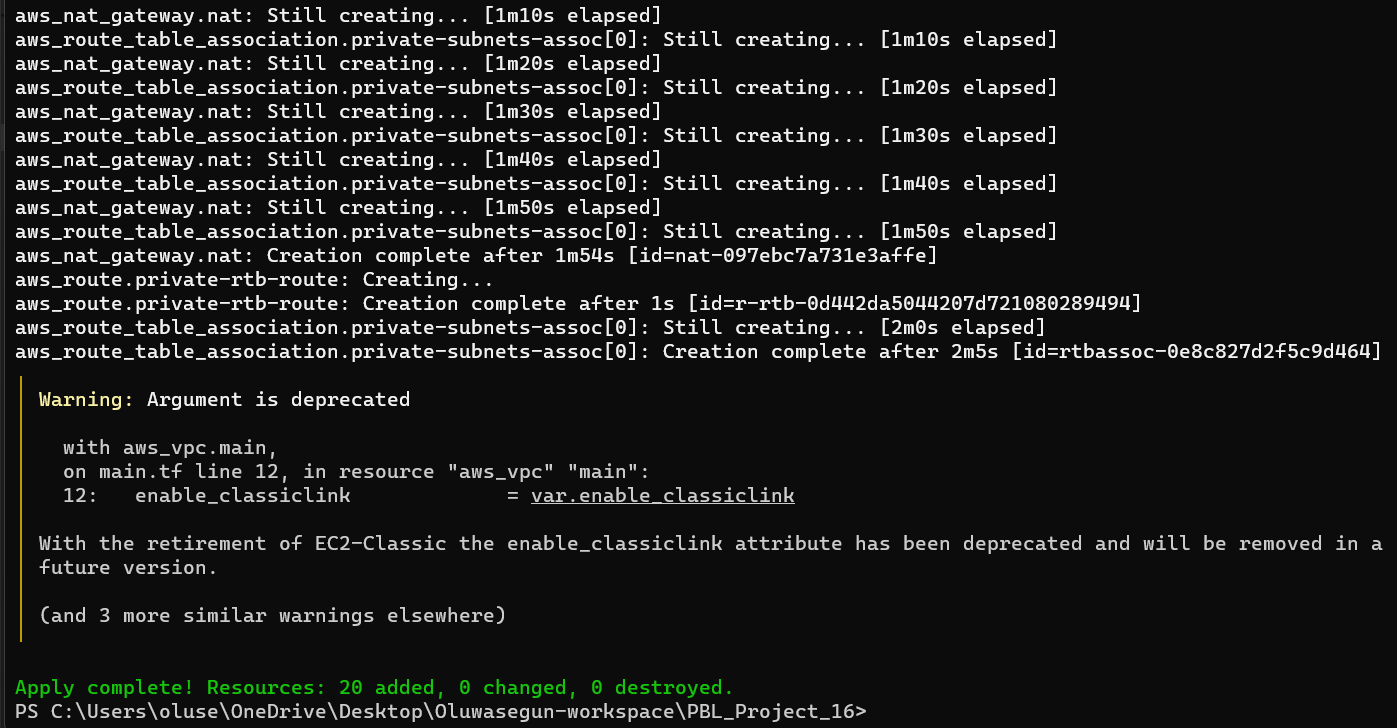 aws_nat_gateway.nat: Still creating... [1m10s elapsed]
aws_route_table_association.private-subnets-assoc[0]: Still creating... [1m10s elapsed]
aws_nat_gateway.nat: Still creating... [1m20s elapsed]
aws_route_table_association.private-subnets-assoc[0]: Still creating... [1m20s elapsed]
aws_nat_gateway.nat: Still creating... [1m30s elapsed]
aws_route_table_association.private-subnets-assoc[0]: Still creating... [1m30s elapsed]
aws_nat_gateway.nat: Still creating... [1m40s elapsed]
aws_route_table_association.private-subnets-assoc[0]: Still creating... [1m40s elapsed]
aws_nat_gateway.nat: Still creating... [1m50s elapsed]
aws_route_table_association.private-subnets-assoc[0]: Still creating... [1m50s elapsed]
aws_nat_gateway.nat: Creation complete after 1m54s [id=nat-097ebc7a731e3affe]
aws_route.private-rtb-route: Creating...
aws_route.private-rtb-route: Creation complete after 1s [id=r-rtb-0d442da5044207d721080289494]
aws_route_table_association.private-subnets-assoc[0]: Still creating... [2m0s elapsed]
aws_route_table_association.private-subnets-assoc[0]: Creation complete after 2m5s [id=rtbassoc-0e8c827d2f5c9d464]
Warning: Argument is deprecated
with aws_vpc.main,
on main.tf line 12, in resource "aws_vpc" "main":
12:   enable_classiclink             = var.enable_classiclink
With the retirement of EC2-Classic the enable_classiclink attribute has been deprecated and will be removed in a
future version.
(and 3 more similar warnings elsewhere)
Apply complete! Resources: 20 added, 0 changed, 0 destroyed.
PS C:\Users\oluse\OneDrive\Desktop\Oluwasegun-workspace\PBL_Project_16>